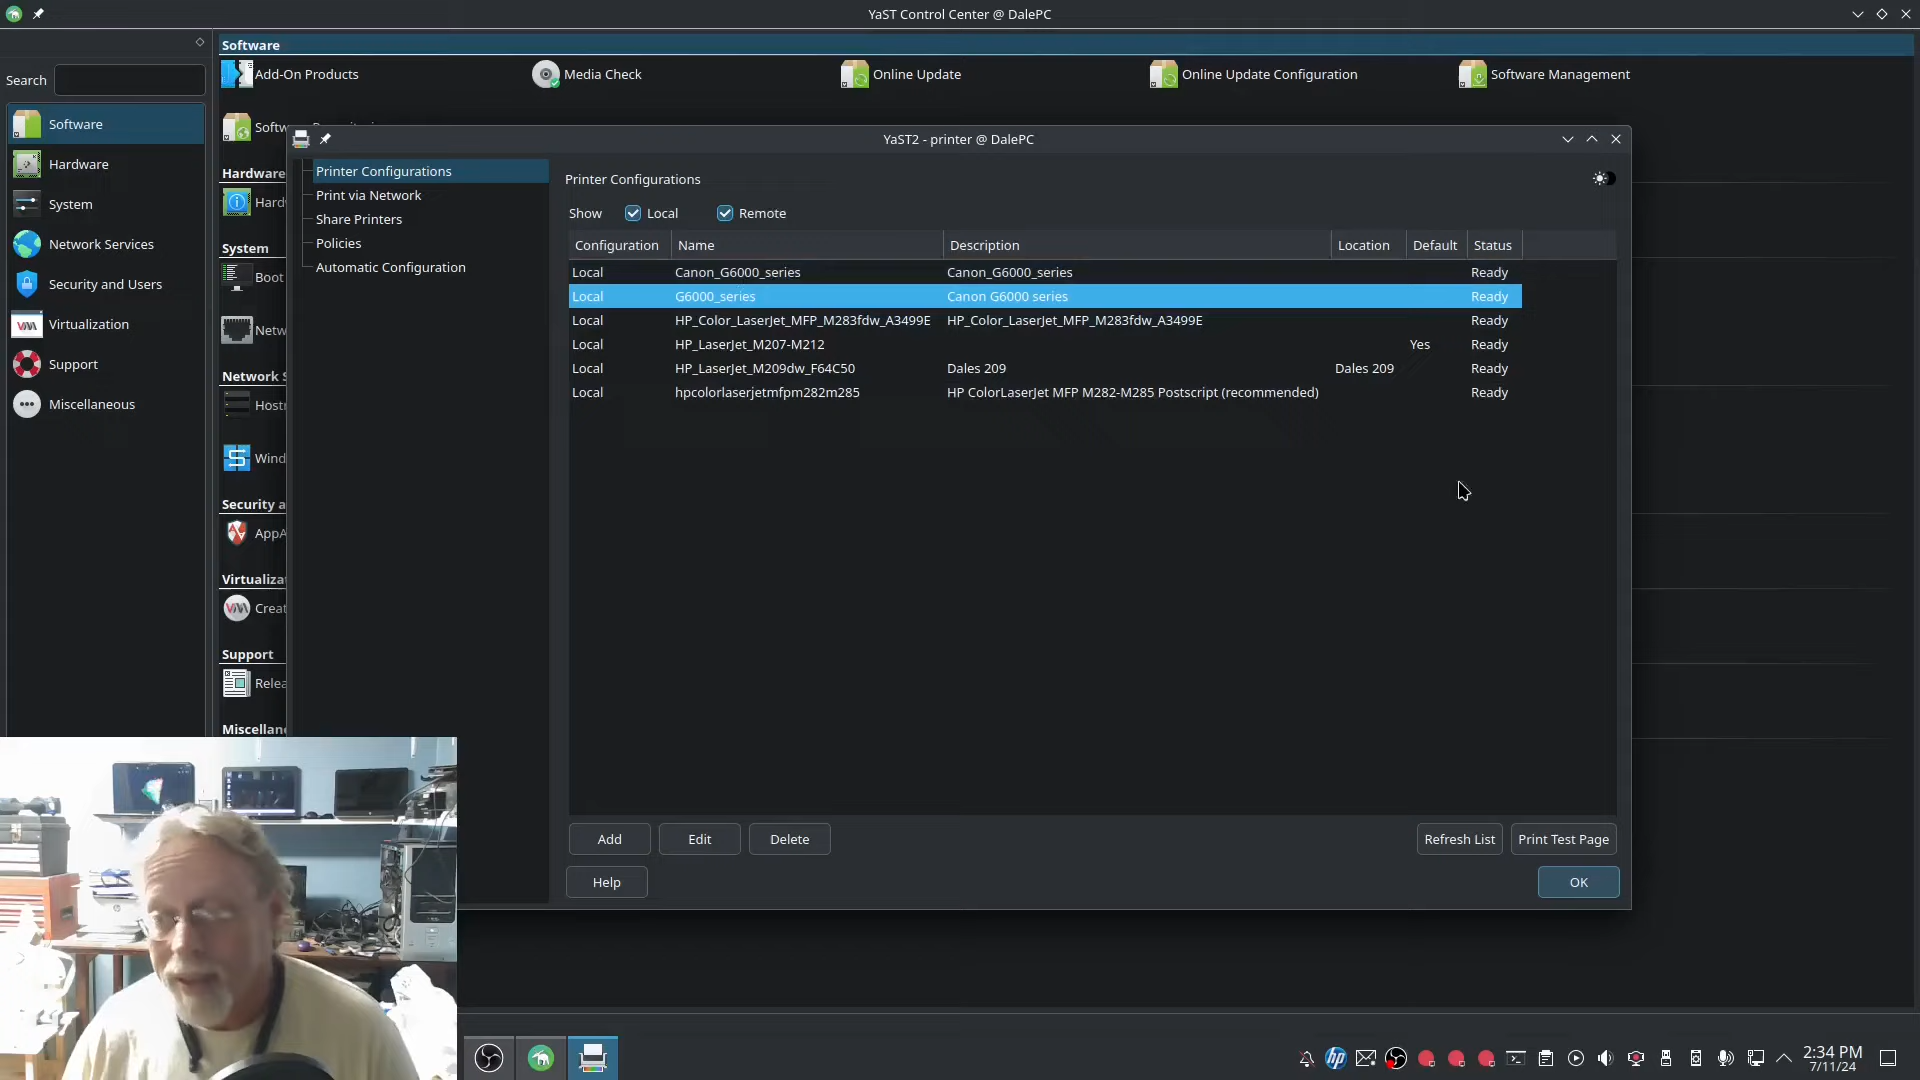 YaST Control Center @ DalePC
Search
Software
Hardware
System
Network Services
Security and Users
Virtualization
Support
Miscellaneous
Software
Add-On Products
Media Check
Online Update
Online Update Configuration
Software Management
Hardware
System
Boot
Support
YaST2 - printer @ DalePC
Printer Configurations
Print via Network
Share Printers
Policies
Automatic Configuration
Printer Configurations
Show Local Remote
Configuration Name Description Location Default Status
Local Canon_G6000_series Canon_G6000_series Ready
Local G6000_series Canon G6000 series Ready
Local HP_Color_LaserJet_MFP_M283fdw_A3499E HP_Color_LaserJet_MFP_M283fdw_A3499E Ready
Local HP_LaserJet_M207-M212 Yes Ready
Local HP_LaserJet_M209dw_F64C50 Dales 209 Dales 209 Ready
Local hpcolorlaserjetmfpm282m285 HP ColorLaserJet MFP M282-M285 Postscript (recommended) Ready
Add Edit Delete Refresh List Print Test Page
Help OK
hp
2:34 PM
7/11/24